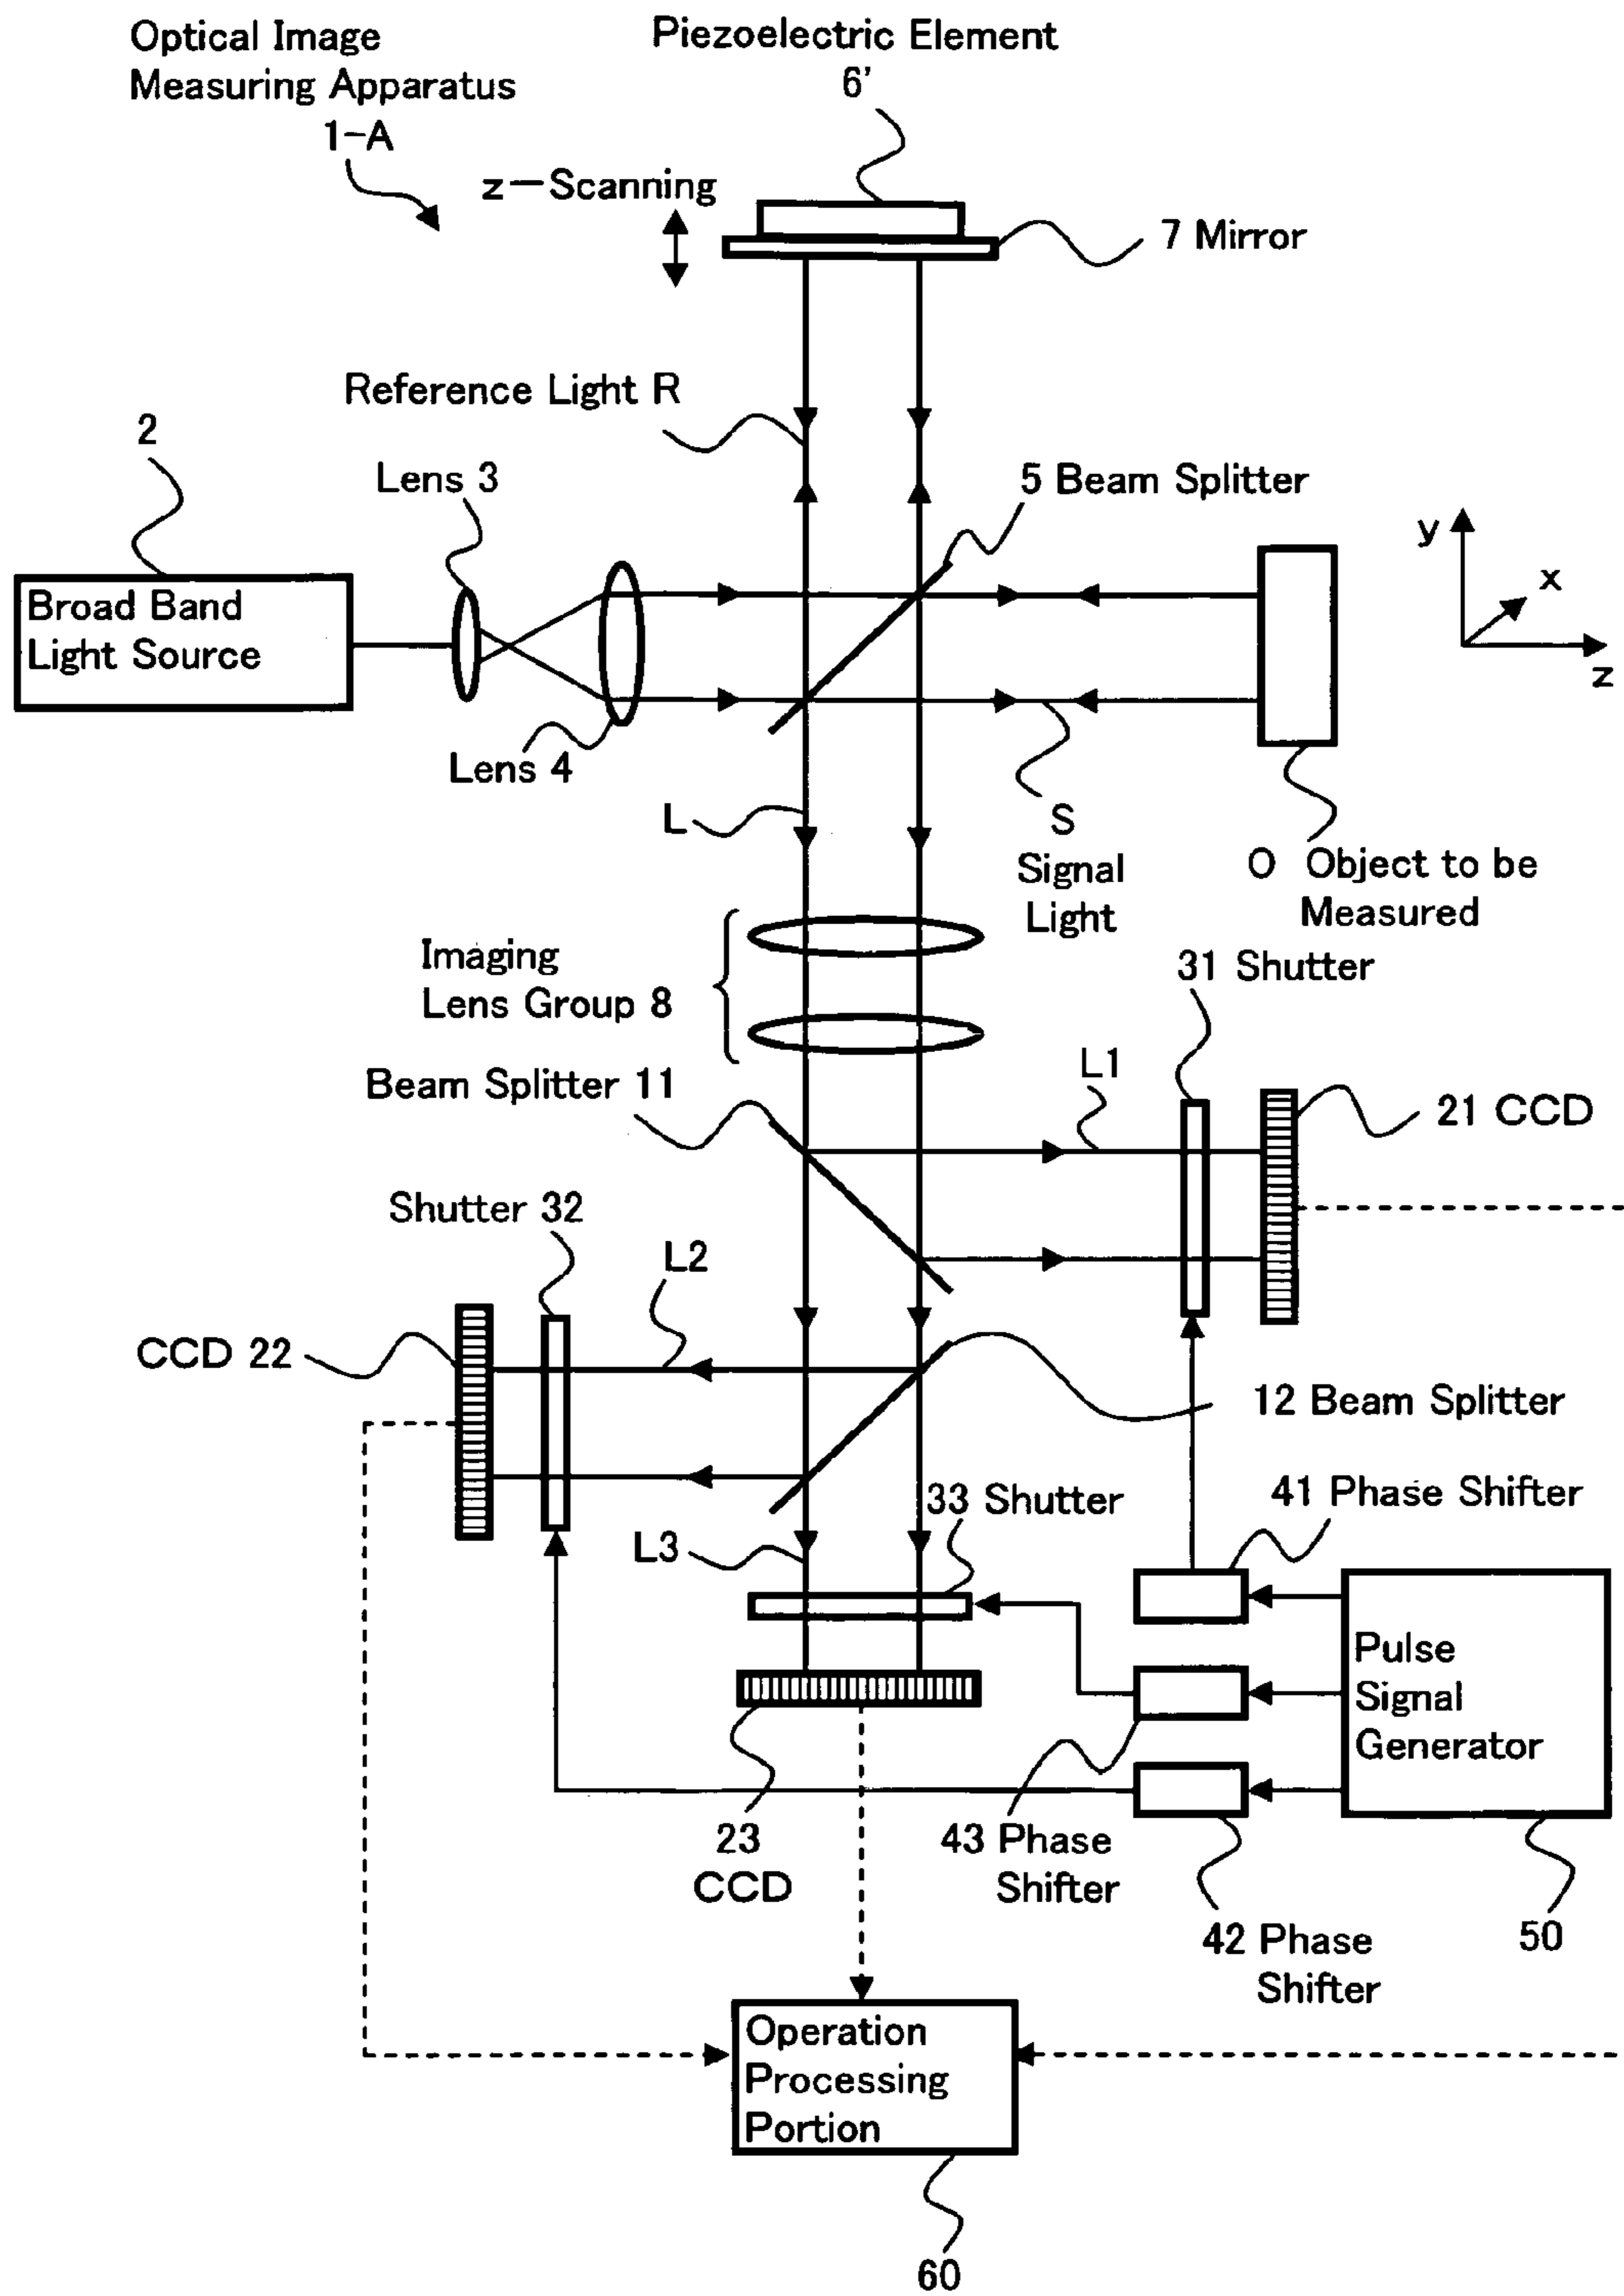 Optical Image
Measuring Apparatus
1-A
Piezoelectric Element
6'
z-Scanning
7 Mirror
Reference Light R
2
Lens 3
5 Beam Splitter
Broad Band
Light Source
y
x
z
Lens 4
L
S
Signal
Light
O Object to be
Measured
Imaging
Lens Group 8
31 Shutter
Beam Splitter 11
L1
21 CCD
Shutter 32
L2
CCD 22
12 Beam Splitter
33 Shutter
41 Phase Shifter
L3
Pulse
Signal
Generator
23
CCD
43 Phase
Shifter
42 Phase
Shifter
50
Operation
Processing
Portion
60